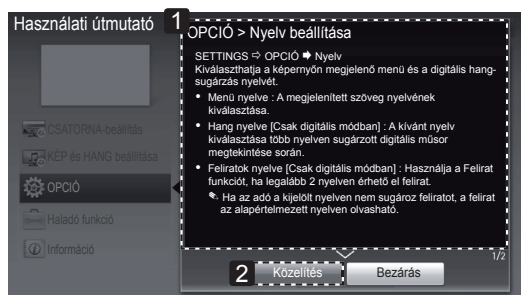 Használati útmutató
1
OPCIÓ > Nyelv beállítása
SETTINGS ⇨ OPCIÓ ➡ Nyelv
Kiválaszthatja a képernyőn megjelenő menü és a digitális hang-
sugárzás nyelvét.
• Menü nyelve : A megjelenített szöveg nyelvének
kiválasztása.
• Hang nyelve [Csak digitális módban] : A kívánt nyelv
kiválasztása több nyelven sugárzott digitális műsor
megtekintése során.
• Feliratok nyelve [Csak digitális módban] : Használja a Felirat
funkciót, ha legalább 2 nyelven érhető el felirat.
Ha az adó a kijelölt nyelven nem sugároz feliratot, a felirat
az alapértelmezett nyelven olvasható.
CSATORNA-beállítás
KÉP és HANG beállítása
OPCIÓ
Haladó funkció
Információ
1/2
2
Közelítés
Bezárás